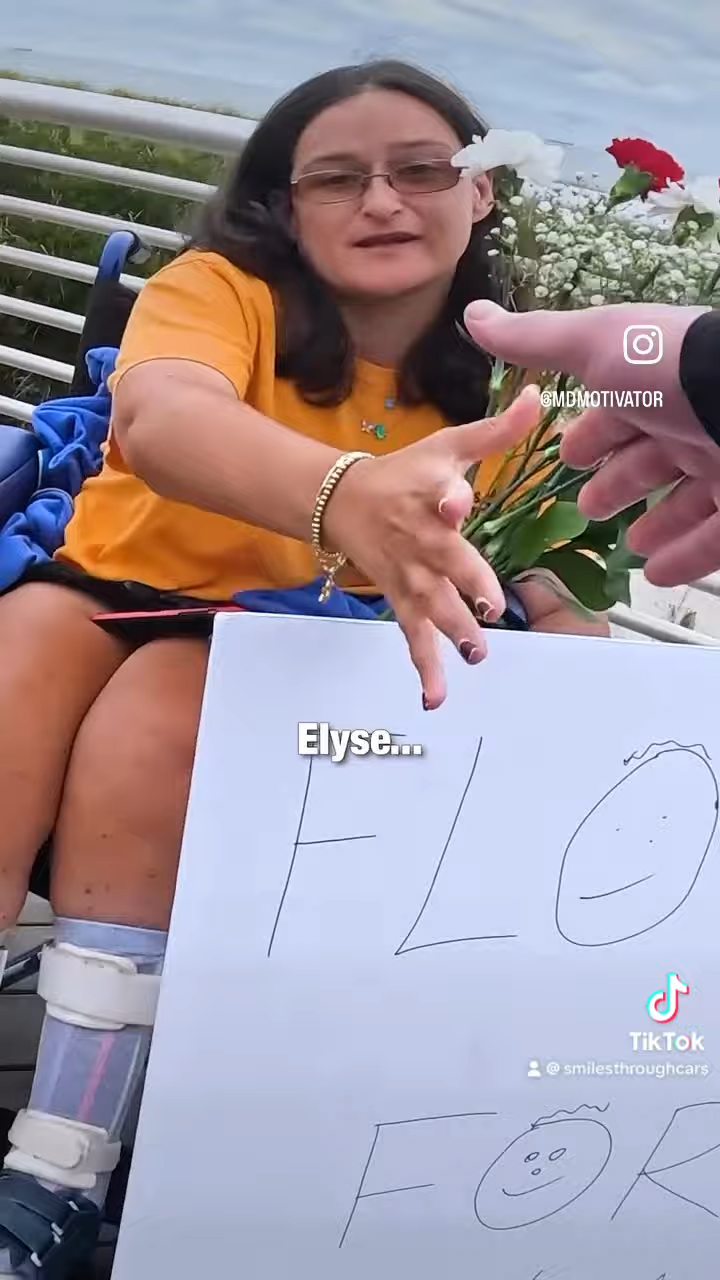 @MDMOTIVATOR
Elyse...
FLO
TikTok
@smilesthroughcars
FOR